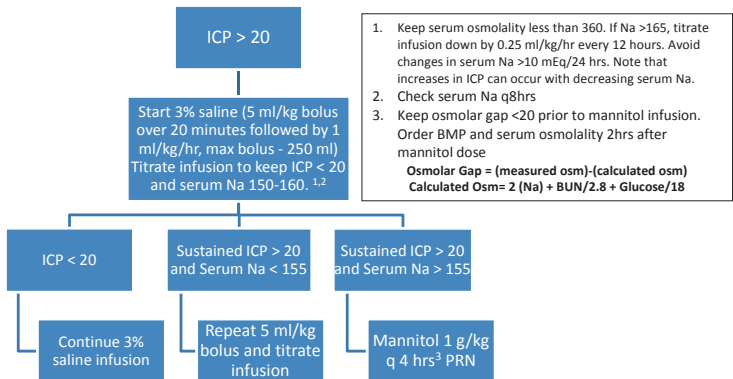 ICP > 20
1. Keep serum osmolality less than 360. If Na >165, titrate
infusion down by 0.25 ml/kg/hr every 12 hours. Avoid
changes in serum Na >10 mEq/24 hrs. Note that
increases in ICP can occur with decreasing serum Na.
2. Check serum Na q8hrs
3. Keep osmolar gap <20 prior to mannitol infusion.
Order BMP and serum osmolality 2hrs after
mannitol dose
Osmolar Gap = (measured osm)-(calculated osm)
Calculated Osm= 2 (Na) + BUN/2.8 + Glucose/18
Start 3% saline (5 ml/kg bolus
over 20 minutes followed by 1
ml/kg/hr, max bolus - 250 ml)
Titrate infusion to keep ICP < 20
and serum Na 150-160. 1,2
ICP < 20
Sustained ICP > 20
and Serum Na < 155
Sustained ICP > 20
and Serum Na > 155
Continue 3%
saline infusion
Repeat 5 ml/kg
bolus and titrate
infusion
Mannitol 1 g/kg
q 4 hrs3 PRN